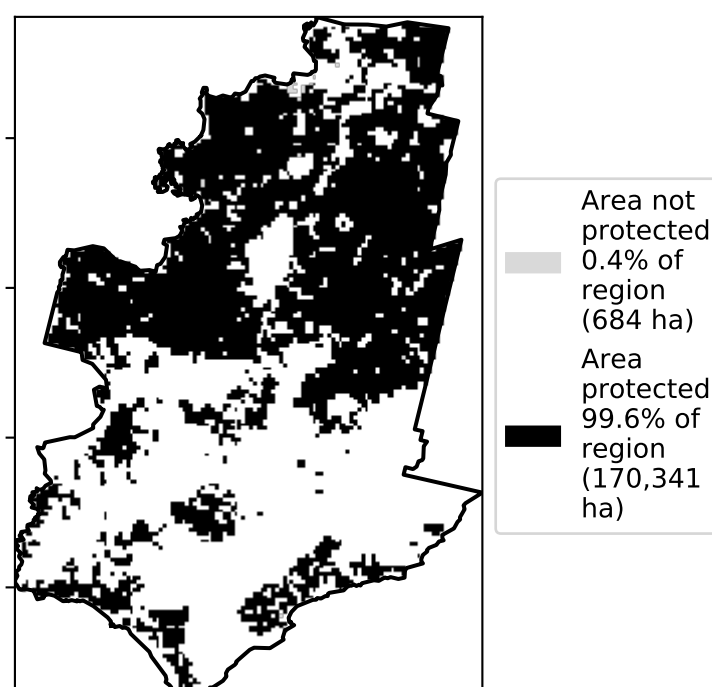 Area not
protected
0.4% of
region
(684 ha)
Area
protected
99.6% of
region
(170,341
ha)